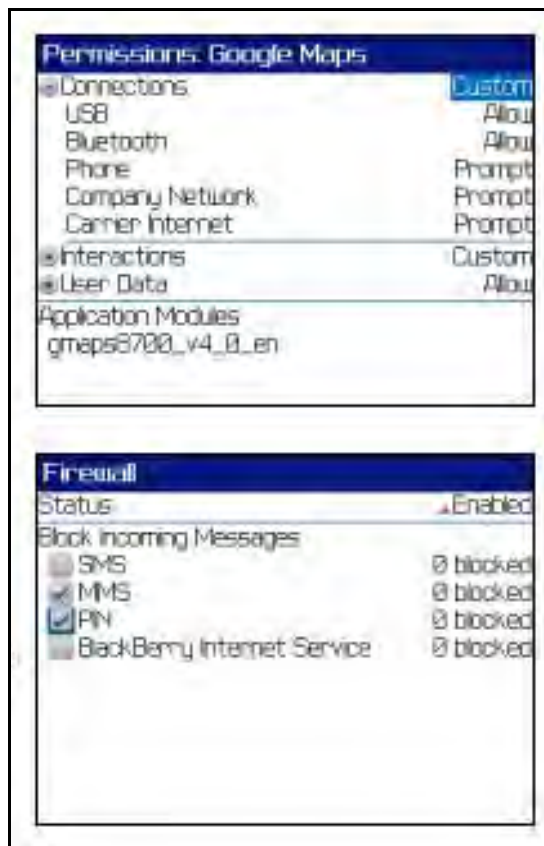 Permissions: Google Maps
Connections Custom
USB Allow
Bluetooth Allow
Phone Prompt
Company Network Prompt
Carrier Internet Prompt
Interactions Custom
User Data Allow
Application Modules
gmaps8700_v4_0_en
Firewall
Status: Enabled
Block Incoming Messages
SMS 0 blocked
MMS 0 blocked
PIN 0 blocked
BlackBerry Internet Service 0 blocked